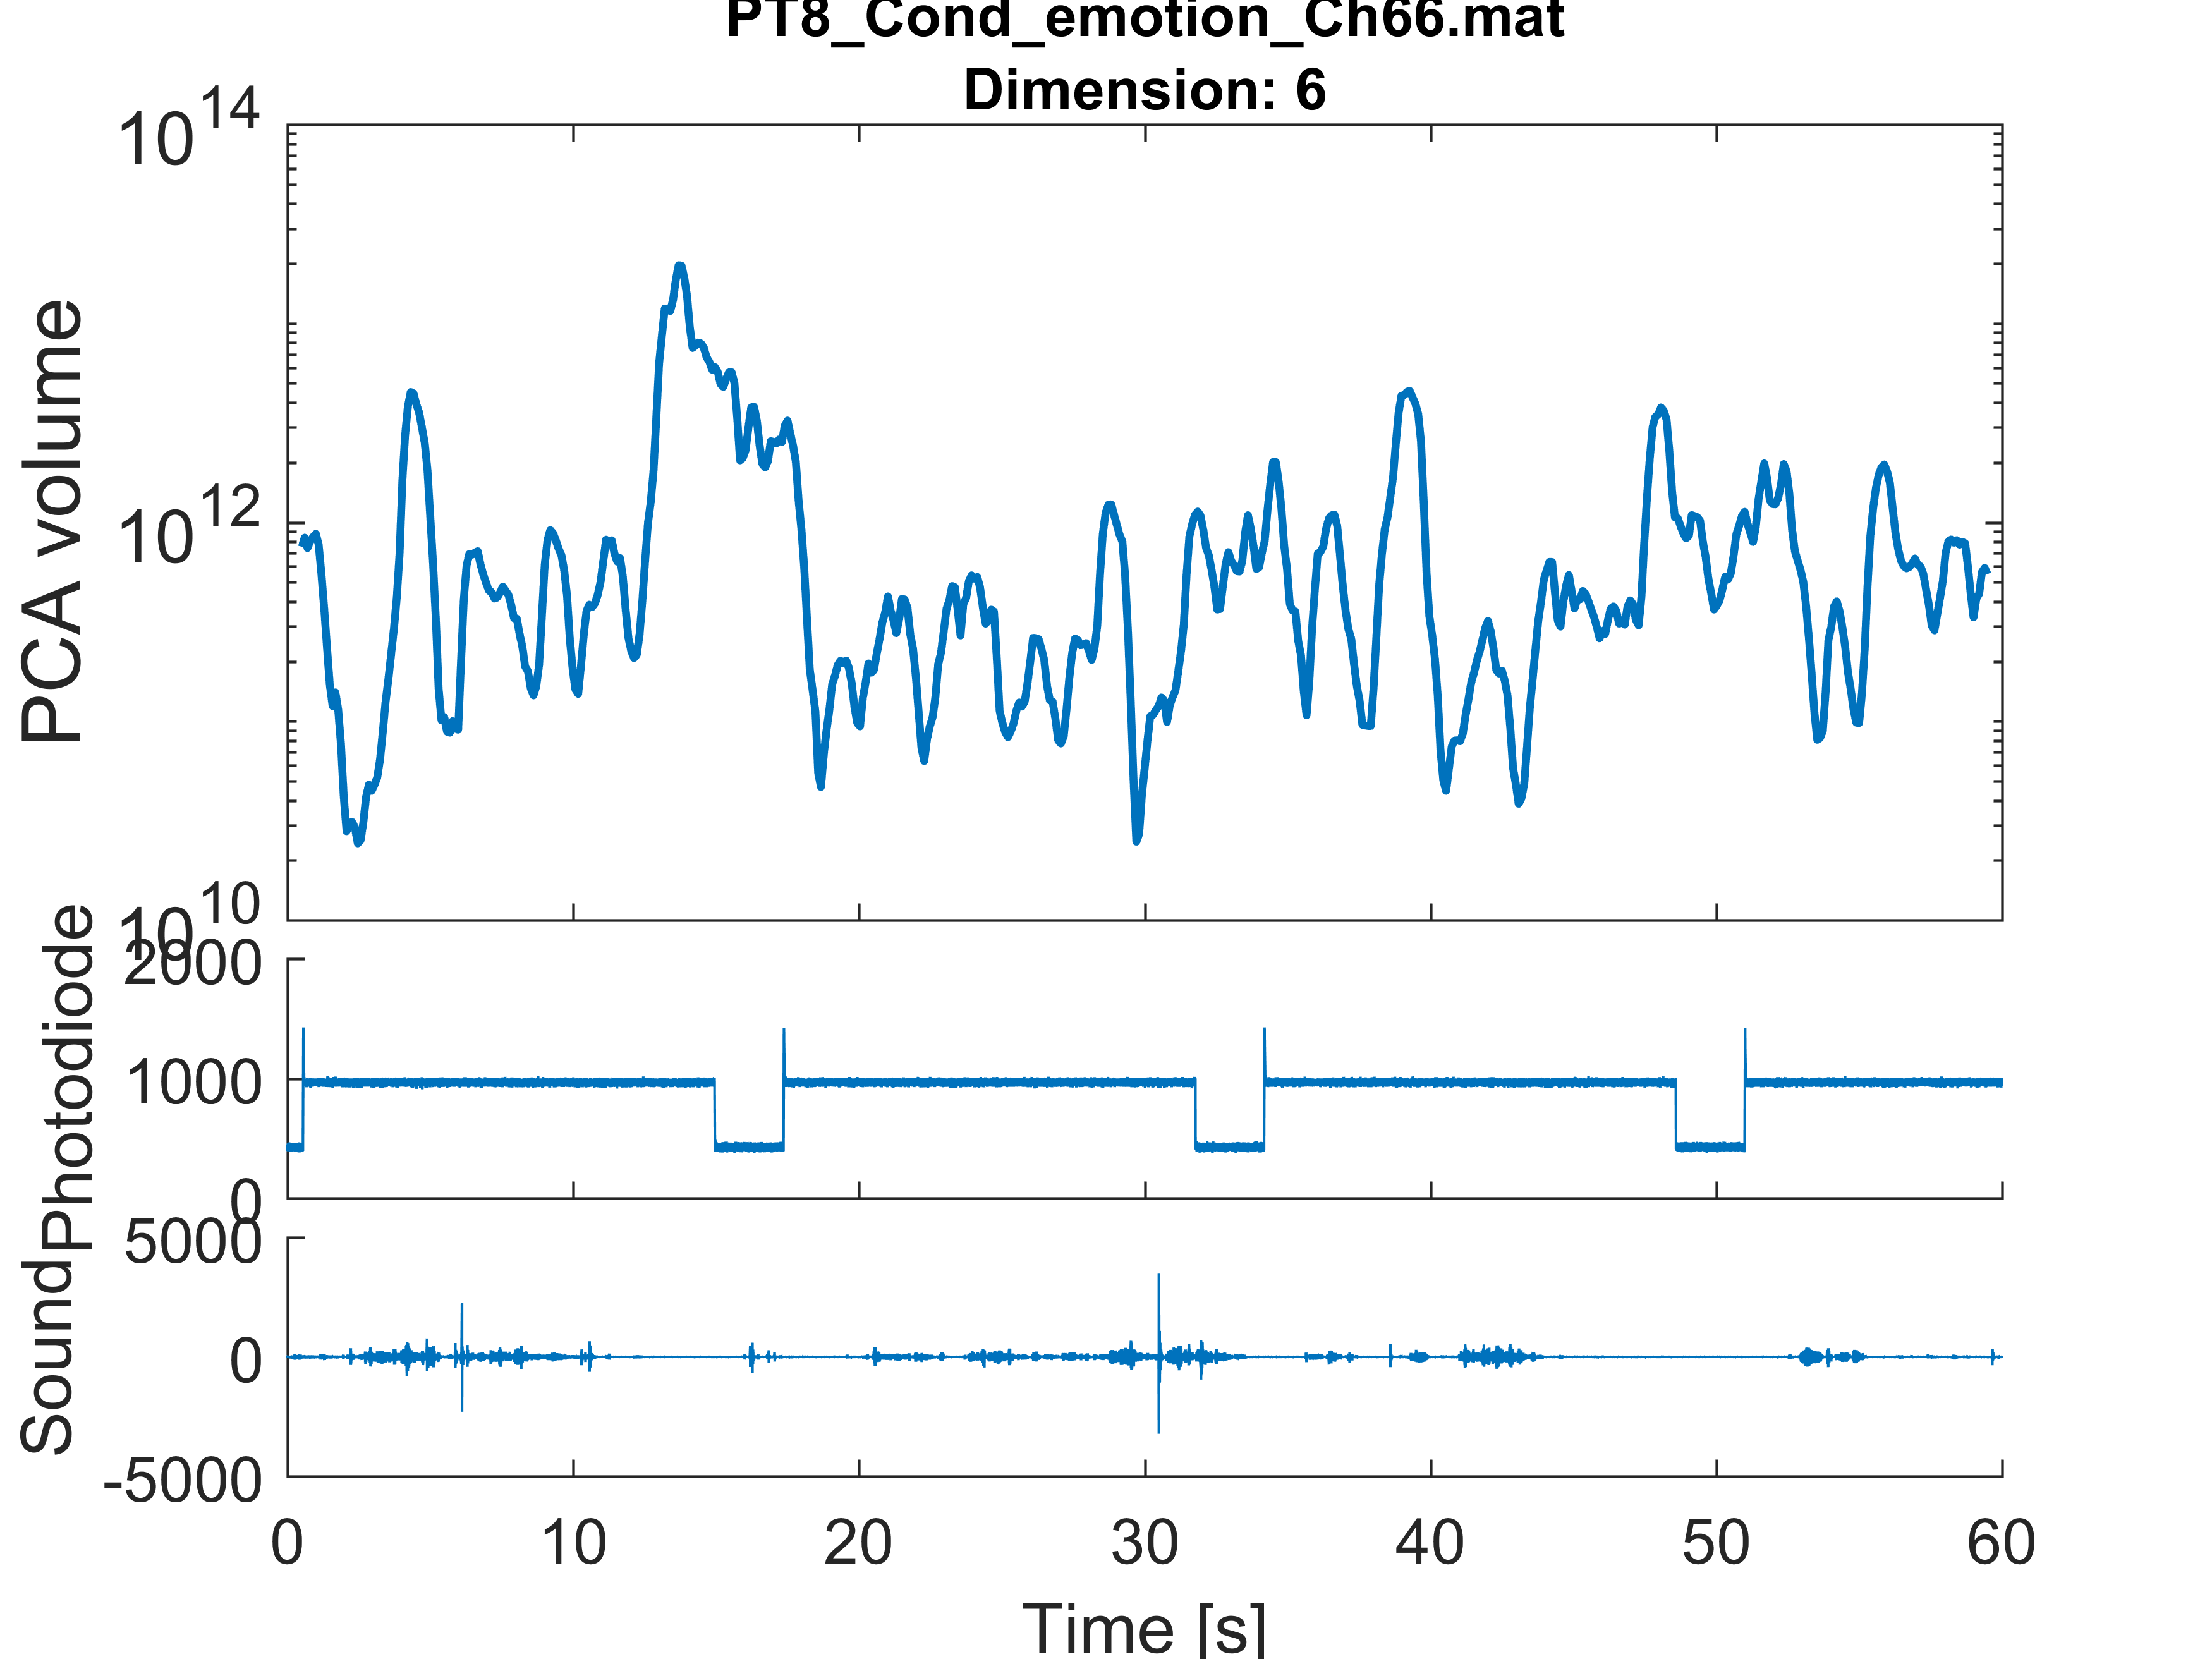 PT8_Cond_emotion_Ch66.mat
Dimension: 6
PCA volume
10^14
10^12
10^10
Photodiode
2000
1000
0
Sound
5000
0
-5000
0 10 20 30 40 50 60
Time [s]